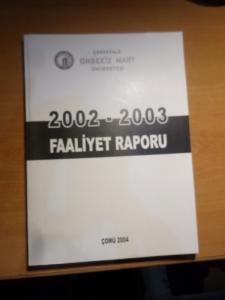 ÇANAKKALE
ONSEKİZ MART
ÜNİVERSİTESİ
2002 - 2003
FAALİYET RAPORU
ÇOMÜ 2004